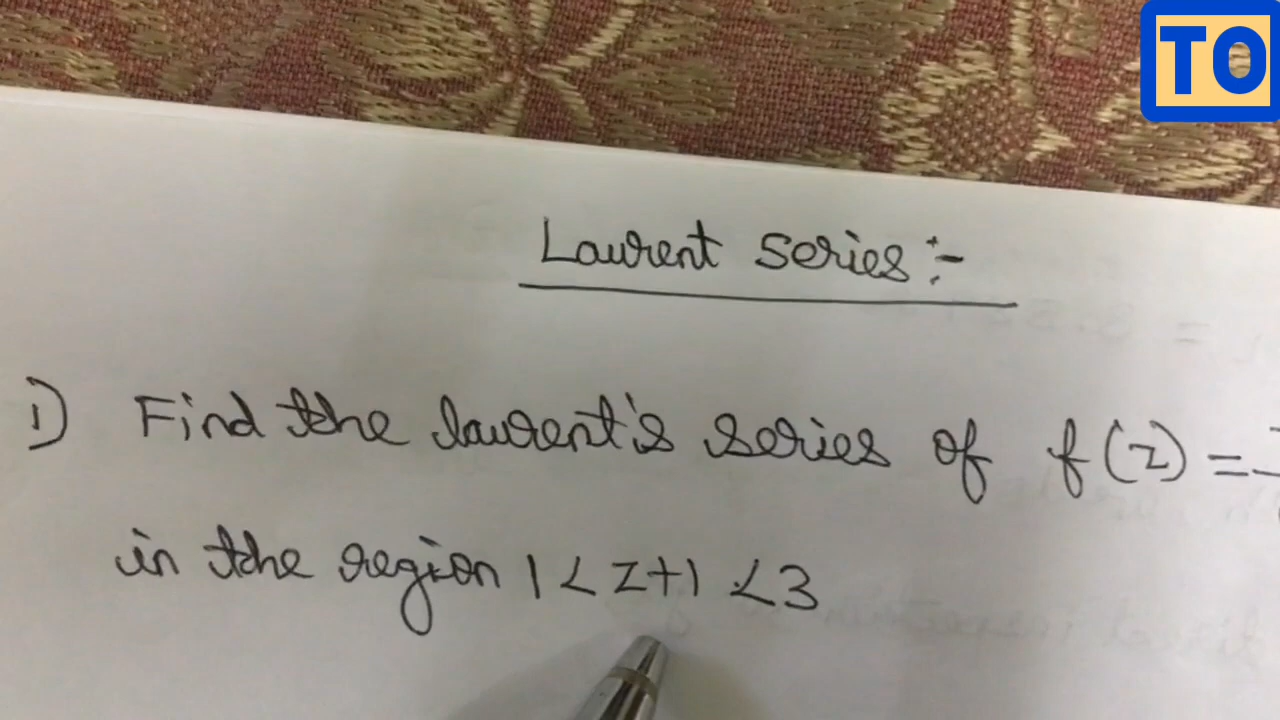 TO
Laurent series :-
1) Find the laurent's series of f(z) =
in the region 1 < z+1 < 3